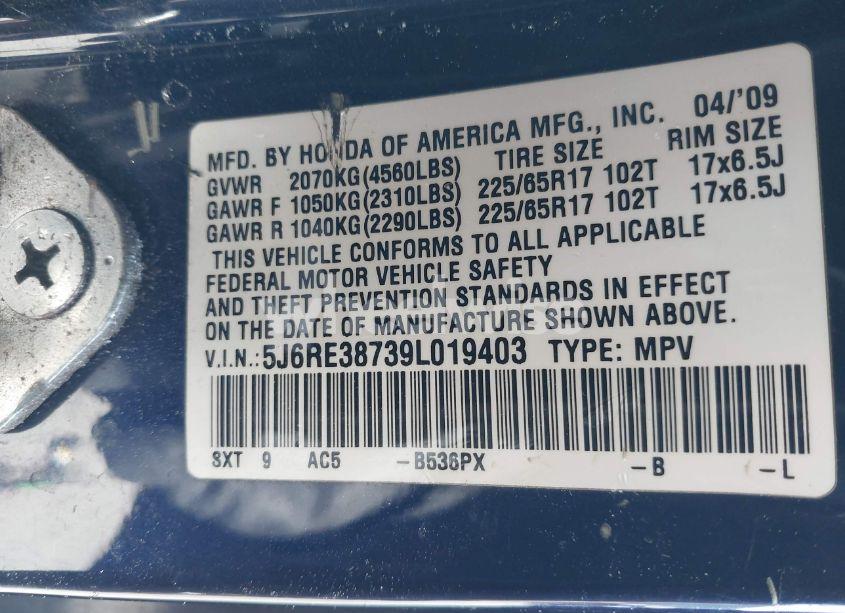 MFD. BY HONDA OF AMERICA MFG., INC. 04/'09
GVWR 2070KG(4560LBS) TIRE SIZE RIM SIZE
GAWR F 1050KG(2310LBS) 225/65R17 102T 17x6.5J
GAWR R 1040KG(2290LBS) 225/65R17 102T 17x6.5J
THIS VEHICLE CONFORMS TO ALL APPLICABLE
FEDERAL MOTOR VEHICLE SAFETY
AND THEFT PREVENTION STANDARDS IN EFFECT
ON THE DATE OF MANUFACTURE SHOWN ABOVE.
V.I.N.: 5J6RE38739L019403 TYPE: MPV
SXT 9 AC5 -B536PX -B -L